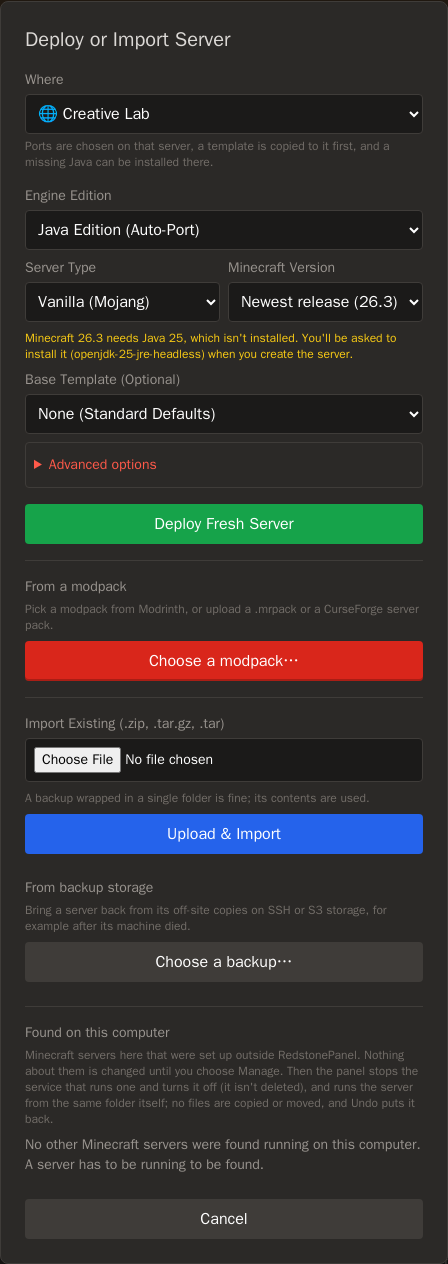 Deploy or Import Server
Where
🌐 Creative Lab
Ports are chosen on that server, a template is copied to it first, and a
missing Java can be installed there.
Engine Edition
Java Edition (Auto-Port)
Server Type
Minecraft Version
Vanilla (Mojang)
Newest release (26.3)
Minecraft 26.3 needs Java 25, which isn't installed. You'll be asked to
install it (openjdk-25-jre-headless) when you create the server.
Base Template (Optional)
None (Standard Defaults)
▶ Advanced options
Deploy Fresh Server
From a modpack
Pick a modpack from Modrinth, or upload a .mrpack or a CurseForge server
pack.
Choose a modpack…
Import Existing (.zip, .tar.gz, .tar)
Choose File No file chosen
A backup wrapped in a single folder is fine; its contents are used.
Upload & Import
From backup storage
Bring a server back from its off-site copies on SSH or S3 storage, for
example after its machine died.
Choose a backup…
Found on this computer
Minecraft servers here that were set up outside RedstonePanel. Nothing
about them is changed until you choose Manage. Then the panel stops the
service that runs one and turns it off (it isn't deleted), and runs the server
from the same folder itself; no files are copied or moved, and Undo puts it
back.
No other Minecraft servers were found running on this computer.
A server has to be running to be found.
Cancel